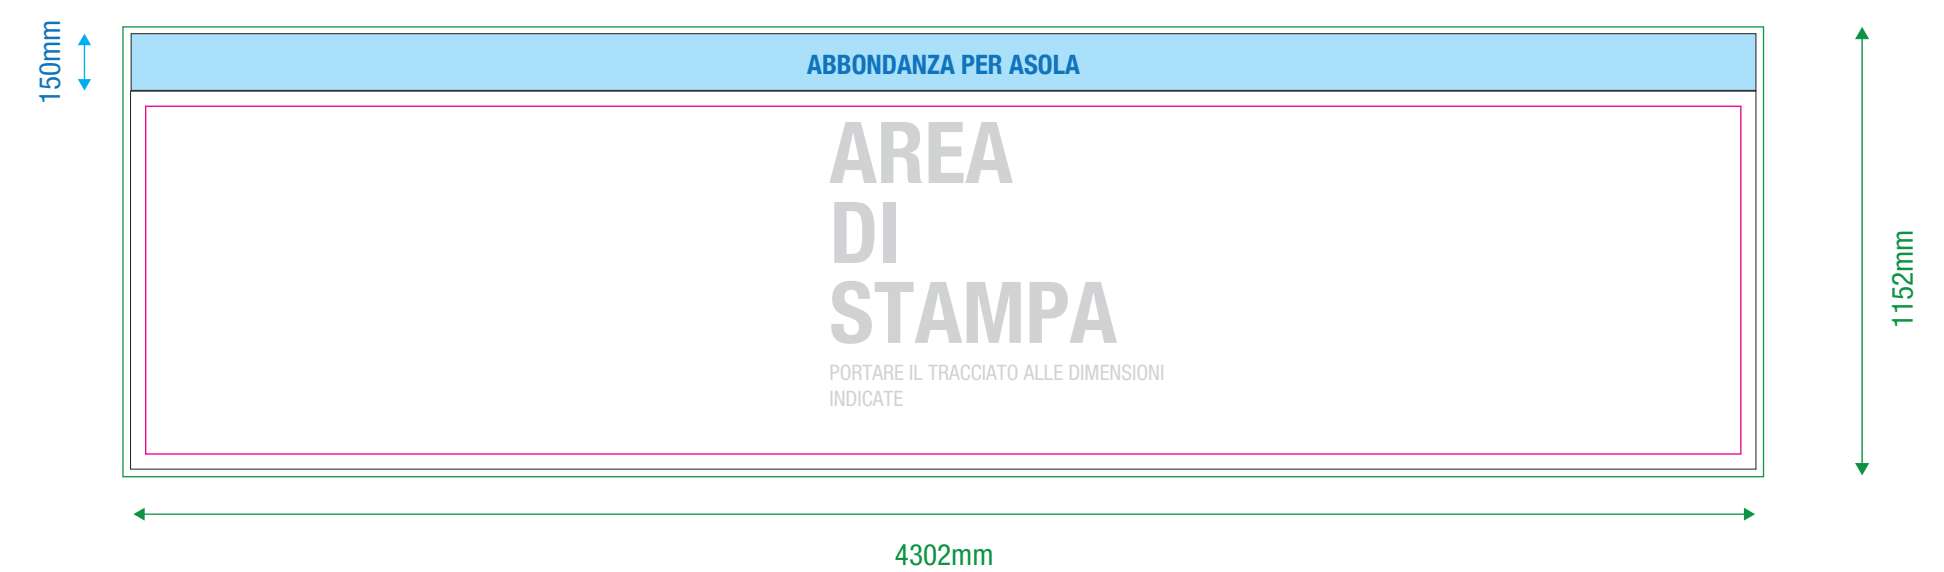 150mm
ABBONDANZA PER ASOLA
AREA
DI
STAMPA
PORTARE IL TRACCIATO ALLE DIMENSIONI
INDICATE
1152mm
4302mm